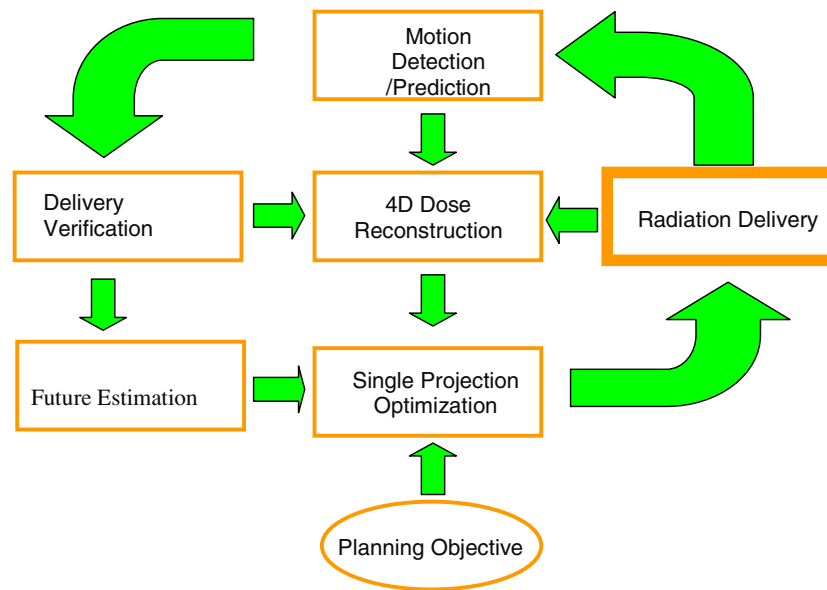 Motion
Detection
/Prediction
Delivery
Verification
4D Dose
Reconstruction
Radiation Delivery
Future Estimation
Single Projection
Optimization
Planning Objective